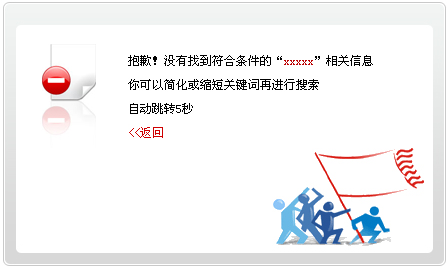 抱歉！没有找到符合条件的“xxxxx”相关信息
你可以简化或缩短关键词再进行搜索
自动跳转5秒
<<返回